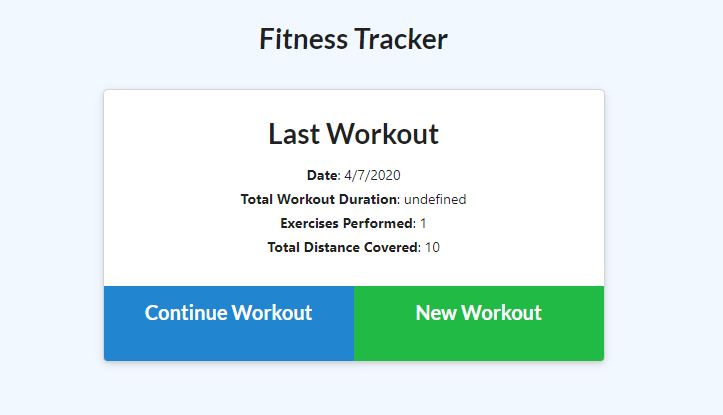 Fitness Tracker
Last Workout
Date: 4/7/2020
Total Workout Duration: undefined
Exercises Performed: 1
Total Distance Covered: 10
Continue Workout
New Workout